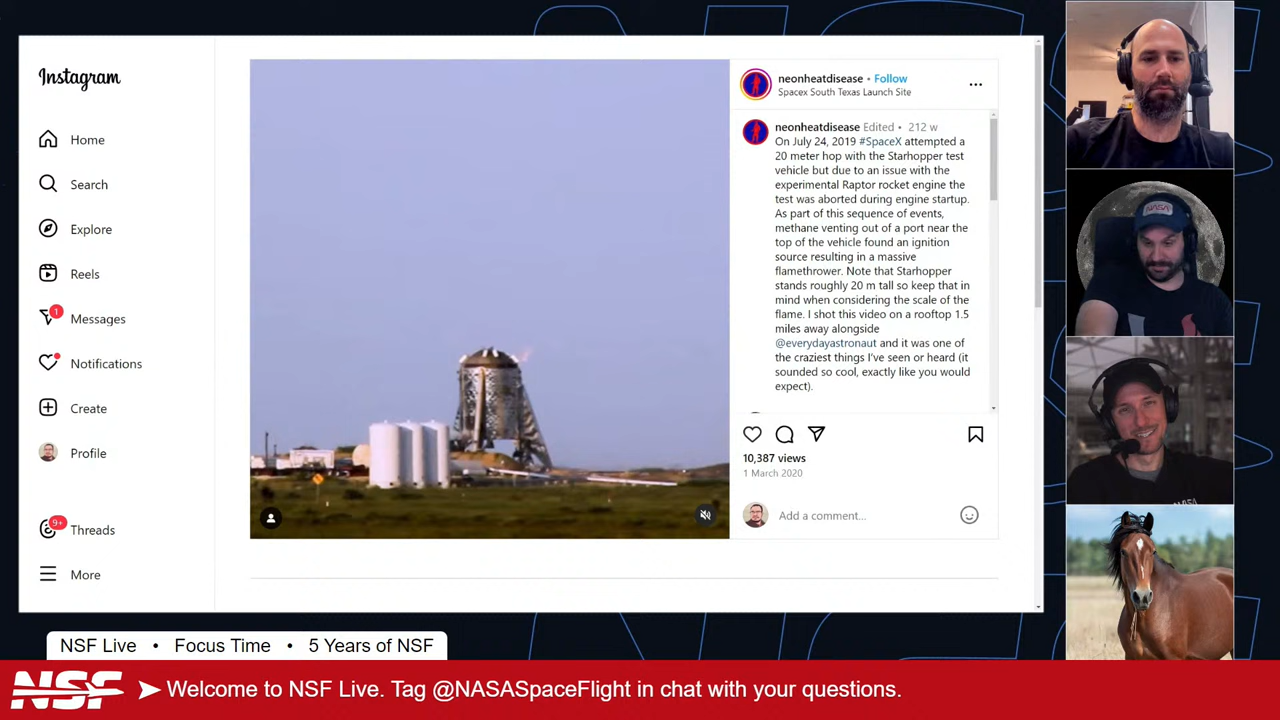 Instagram
Home
Search
Explore
Reels
1
Messages
Notifications
Create
Profile
9+
Threads
More
neonheatdisease • Follow
Spacex South Texas Launch Site
neonheatdisease Edited • 212 w
On July 24, 2019 #SpaceX attempted a
20 meter hop with the Starhopper test
vehicle but due to an issue with the
experimental Raptor rocket engine the
test was aborted during engine startup.
As part of this sequence of events,
methane venting out of a port near the
top of the vehicle found an ignition
source resulting in a massive
flamethrower. Note that Starhopper
stands roughly 20 m tall so keep that in
mind when considering the scale of the
flame. I shot this video on a rooftop 1.5
miles away alongside
@everydayastronaut and it was one of
the craziest things I've seen or heard (it
sounded so cool, exactly like you would
expect).
10,387 views
1 March 2020
Add a comment...
NASA
NSF Live • Focus Time • 5 Years of NSF
NSF
Welcome to NSF Live. Tag @NASASpaceFlight in chat with your questions.